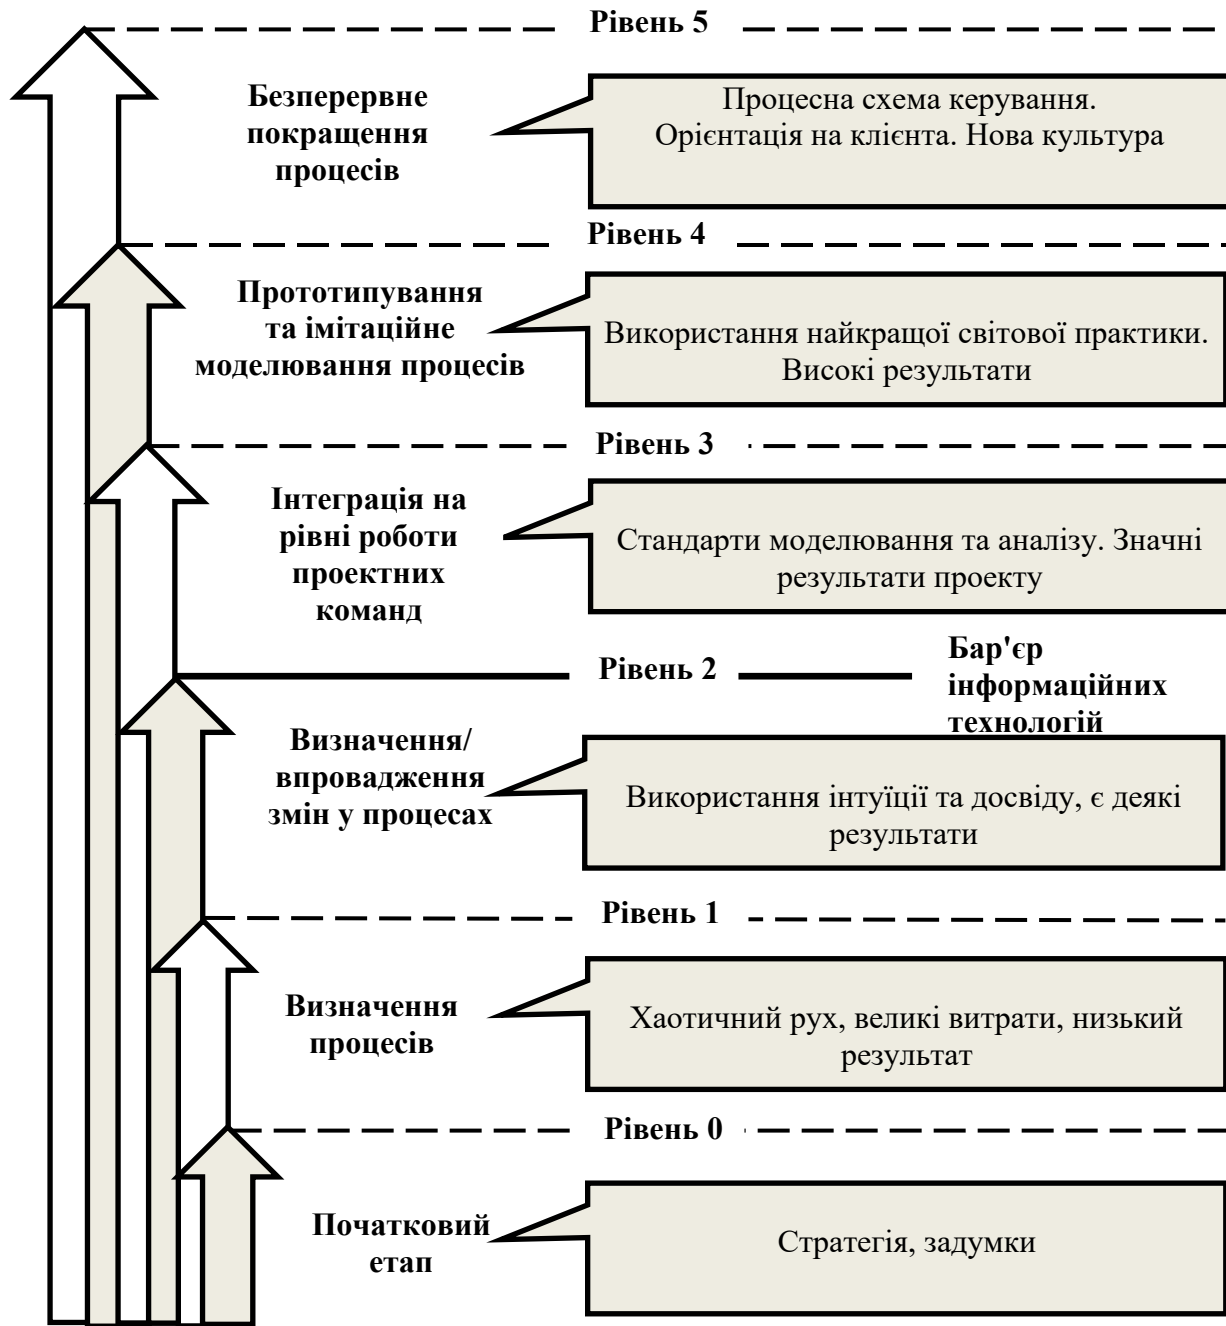 Рівень 5
Безперервне
покращення
процесів
Процесна схема керування.
Орієнтація на клієнта. Нова культура
Рівень 4
Прототипування
та імітаційне
моделювання процесів
Використання найкращої світової практики.
Високі результати
Рівень 3
Інтеграція на
рівні роботи
проектних
команд
Стандарти моделювання та аналізу. Значні
результати проекту
Рівень 2
Бар'єр
інформаційних
технологій
Визначення/
впровадження
змін у процесах
Використання інтуїції та досвіду, є деякі
результати
Рівень 1
Визначення
процесів
Хаотичний рух, великі витрати, низький
результат
Рівень 0
Початковий
етап
Стратегія, задумки